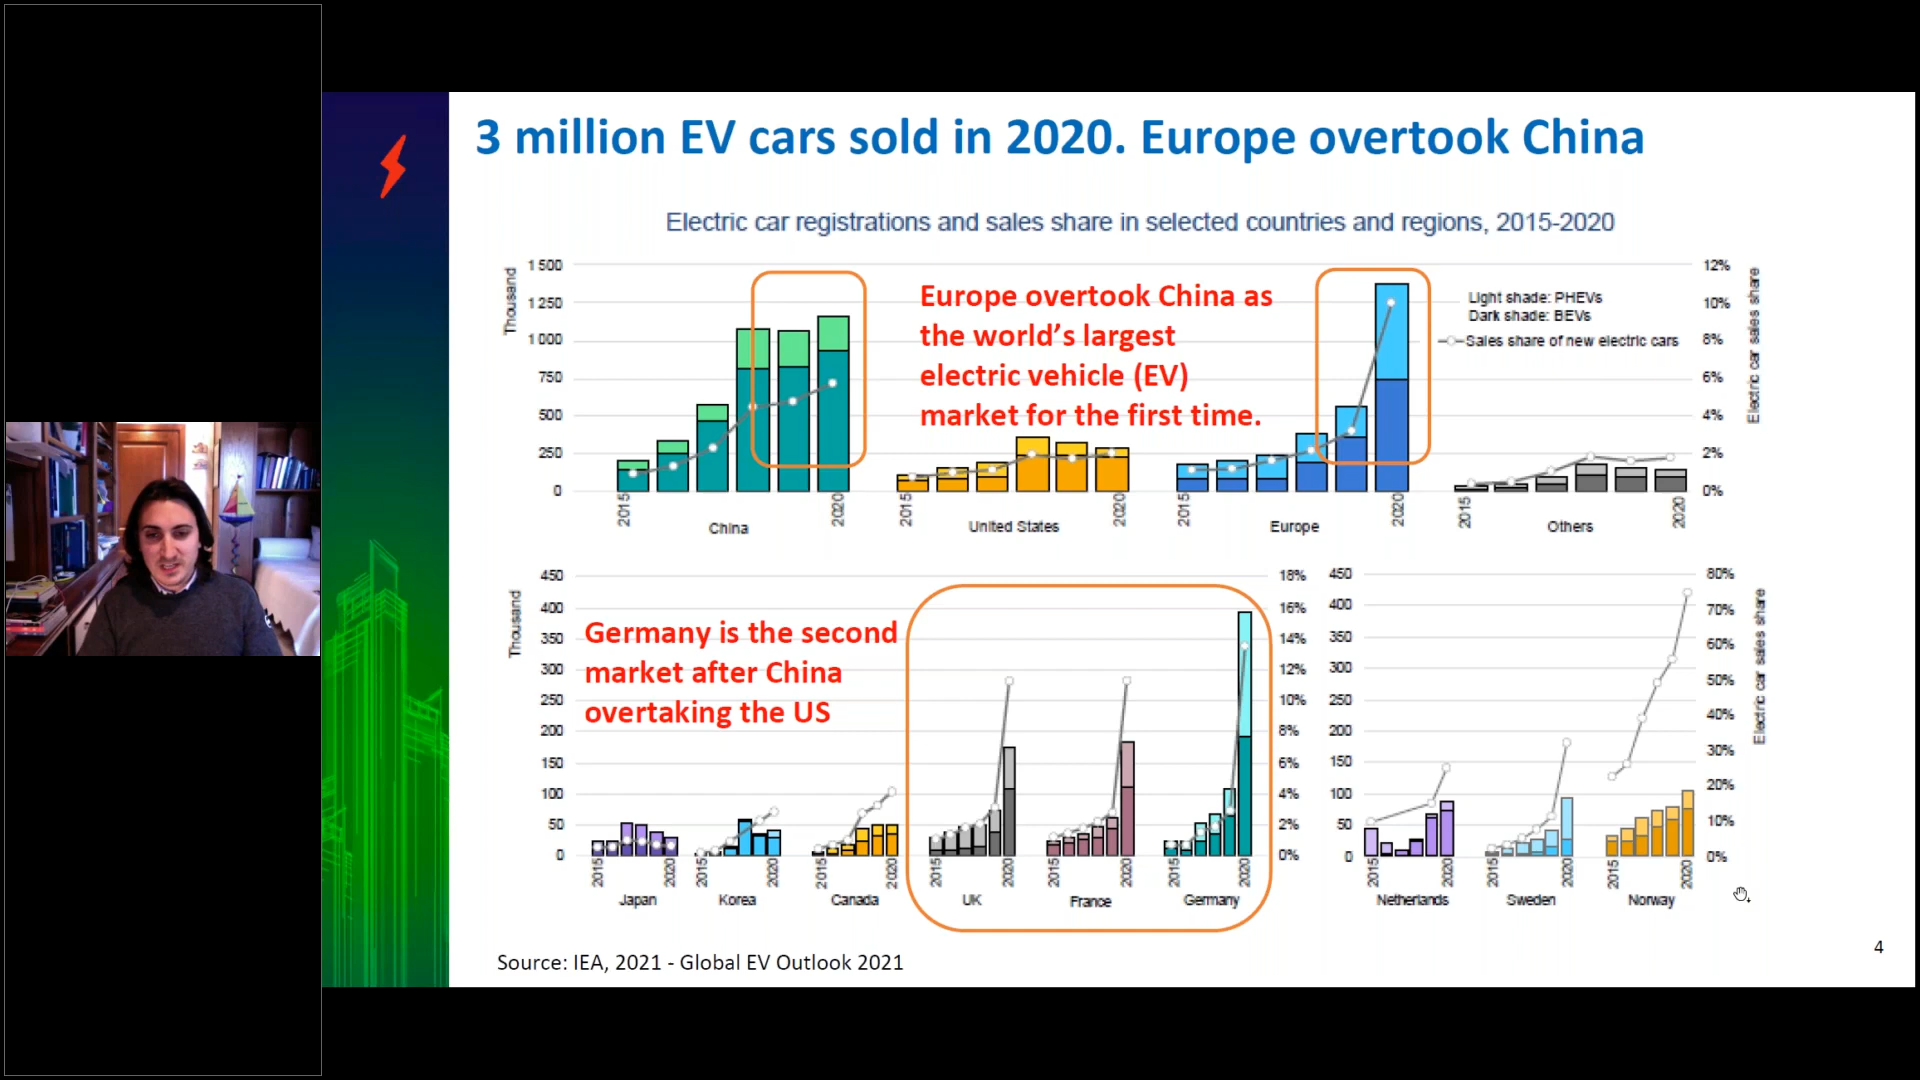 3 million EV cars sold in 2020. Europe overtook China
Electric car registrations and sales share in selected countries and regions, 2015-2020
Thousand
1 500
1 250
1 000
750
500
250
0
Europe overtook China as
the world's largest
electric vehicle (EV)
market for the first time.
Light shade: PHEVs
Dark shade: BEVs
Sales share of new electric cars
12%
10%
8%
6%
4%
2%
0%
Electric car sales share
2015
2020
2015
2020
2015
2020
2015
2020
China
United States
Europe
Others
Thousand
450
400
350
300
250
200
150
100
50
0
Germany is the second
market after China
overtaking the US
18%
16%
14%
12%
10%
8%
6%
4%
2%
0%
450
400
350
300
250
200
150
100
50
0
80%
70%
60%
50%
40%
30%
20%
10%
0%
Electric car sales share
2015
2020
2015
2020
2015
2020
2015
2020
2015
2020
2015
2020
2015
2020
2015
2020
2015
2020
Japan
Korea
Canada
UK
France
Germany
Netherlands
Sweden
Norway
Source: IEA, 2021 - Global EV Outlook 2021
4